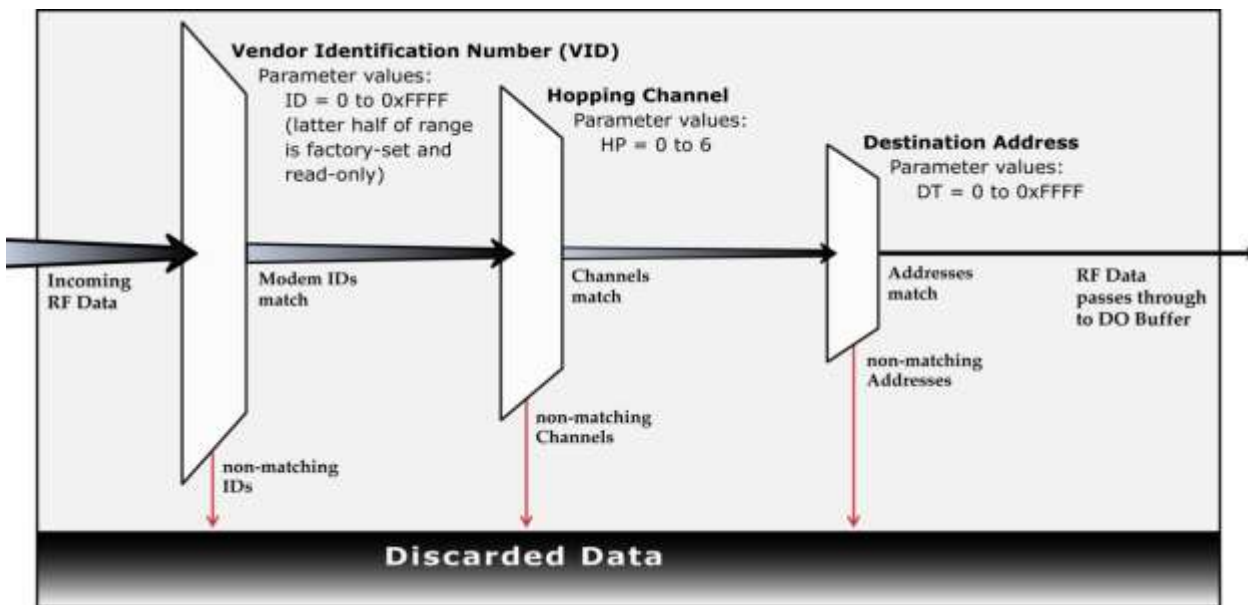 Vendor Identification Number (VID)
Parameter values:
ID = 0 to 0xFFFF
(latter half of range
is factory-set and
read-only)
Hopping Channel
Parameter values:
HP = 0 to 6
Destination Address
Parameter values:
DT = 0 to 0xFFFF
Incoming
RF Data
Modem IDs
match
Channels
match
Addresses
match
RF Data
passes through
to DO Buffer
non-matching
IDs
non-matching
Channels
non-matching
Addresses
Discarded Data